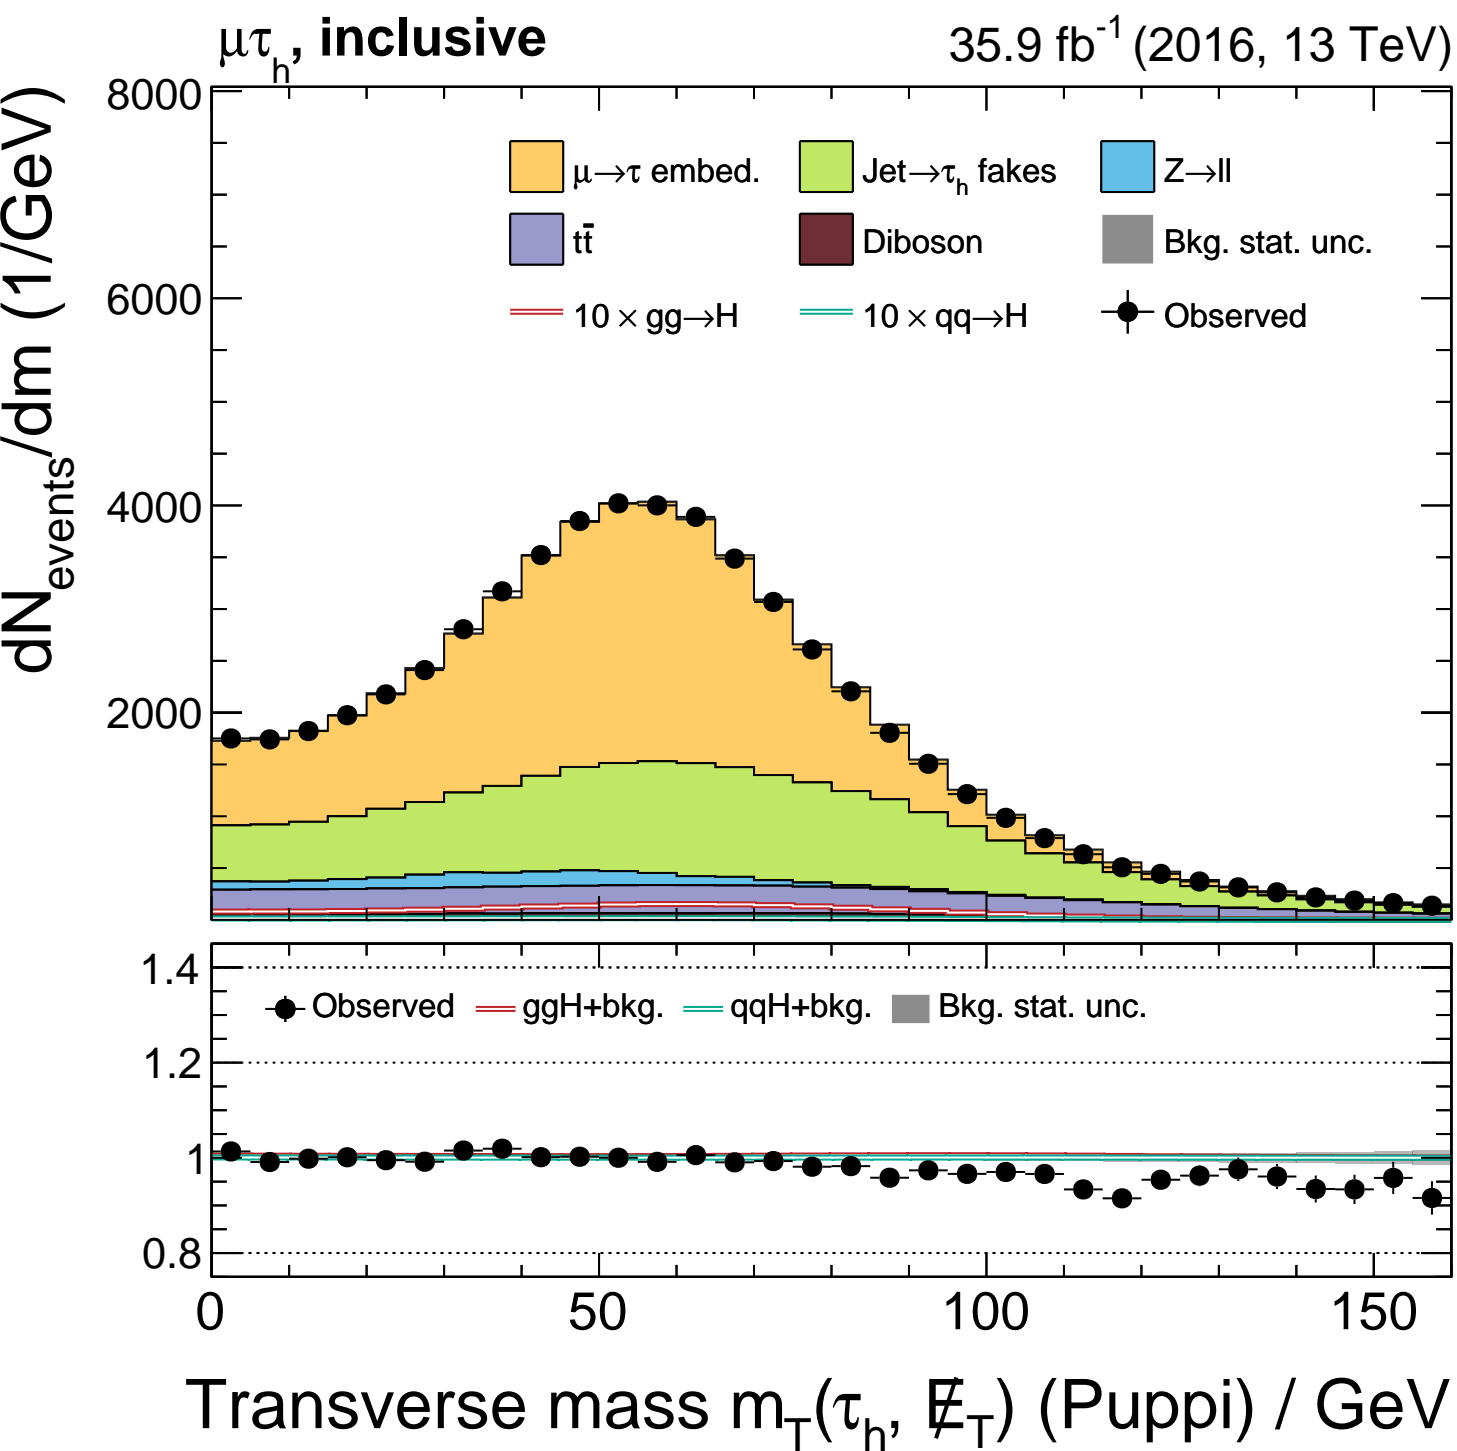 μτh, inclusive
35.9 fb-1 (2016, 13 TeV)
dNevents/dm (1/GeV)
8000
6000
4000
2000
μ→τ embed.
Jet→τh fakes
Z→ll
tt̄
Diboson
Bkg. stat. unc.
10 × gg→H
10 × qq→H
Observed
1.4
1.2
1
0.8
Observed
ggH+bkg.
qqH+bkg.
Bkg. stat. unc.
0
50
100
150
Transverse mass mT(τh, E̸T) (Puppi) / GeV